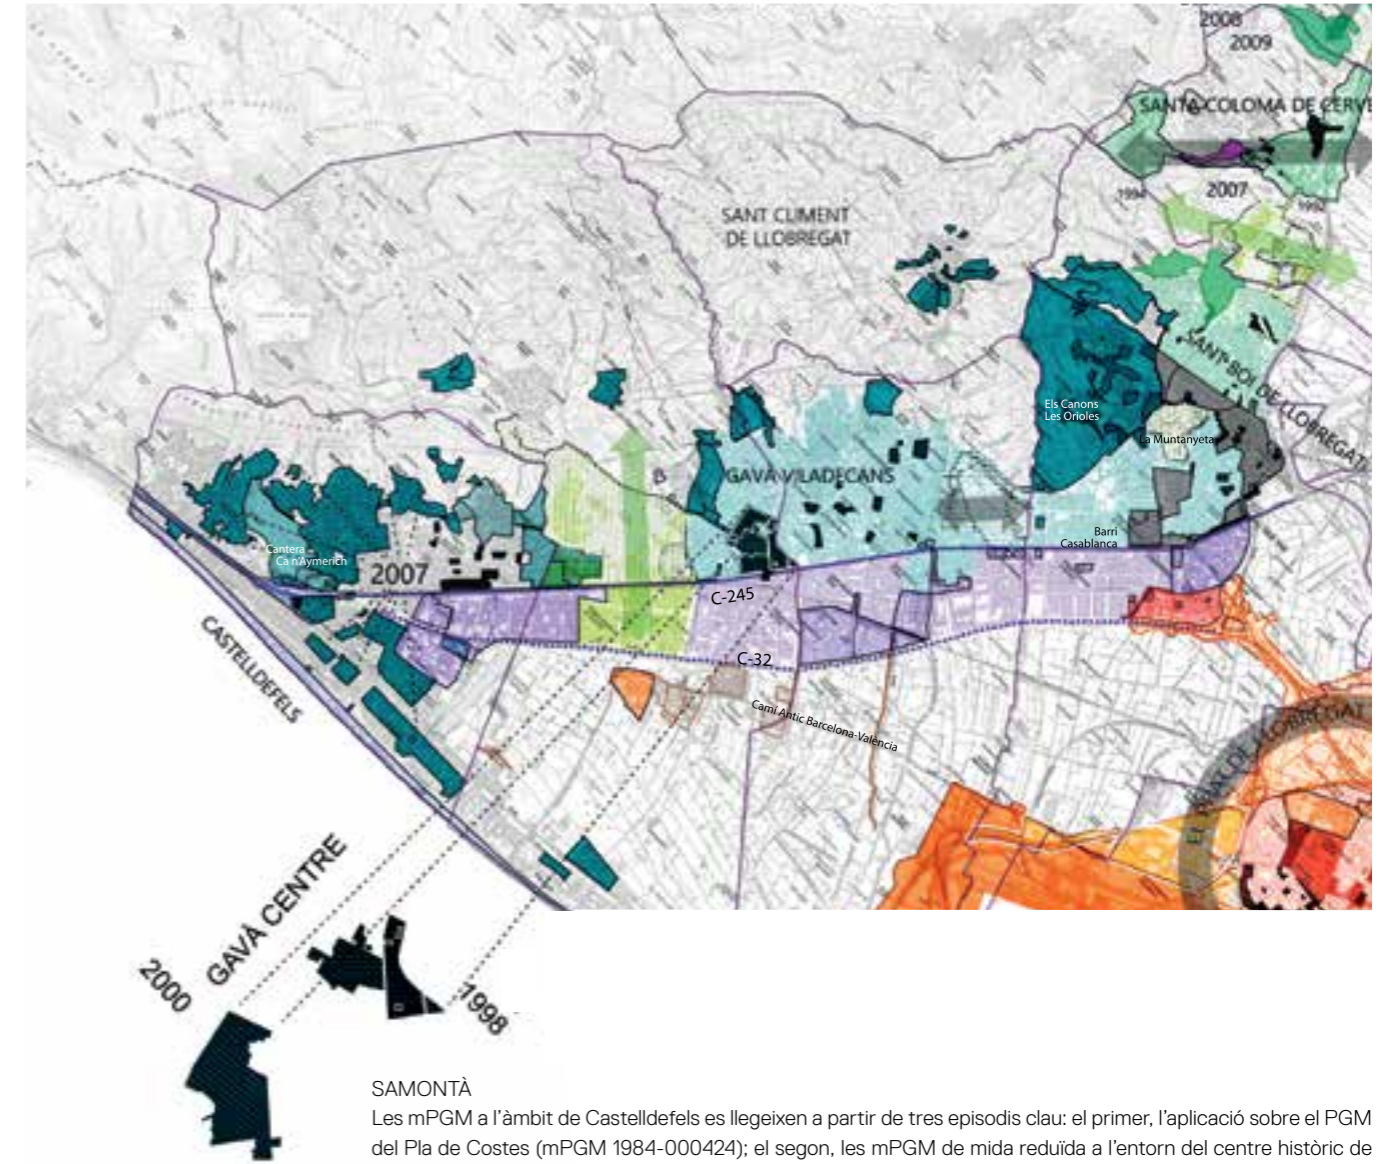 2008
2009
SANTA COLOMA DE CERVE
1994
2007
1992
SANT CLIMENT
DE LLOBREGAT
SANT BOI DE LLOBREGAT
Els Canons
Les Orioles
La Muntanyeta
GAVÀ-VILADECANS
Barri
Casablanca
Cantera
Ca n'Aymerich
2007
C-245
C-32
CASTELLDEFELS
Camí Antic Barcelona-València
GAVÀ CENTRE
2000
1998
SAMONTÀ
Les mPGM a l'àmbit de Castelldefels es llegeixen a partir de tres episodis clau: el primer, l'aplicació sobre el PGM
del Pla de Costes (mPGM 1984-000424); el segon, les mPGM de mida reduïda a l'entorn del centre històric de